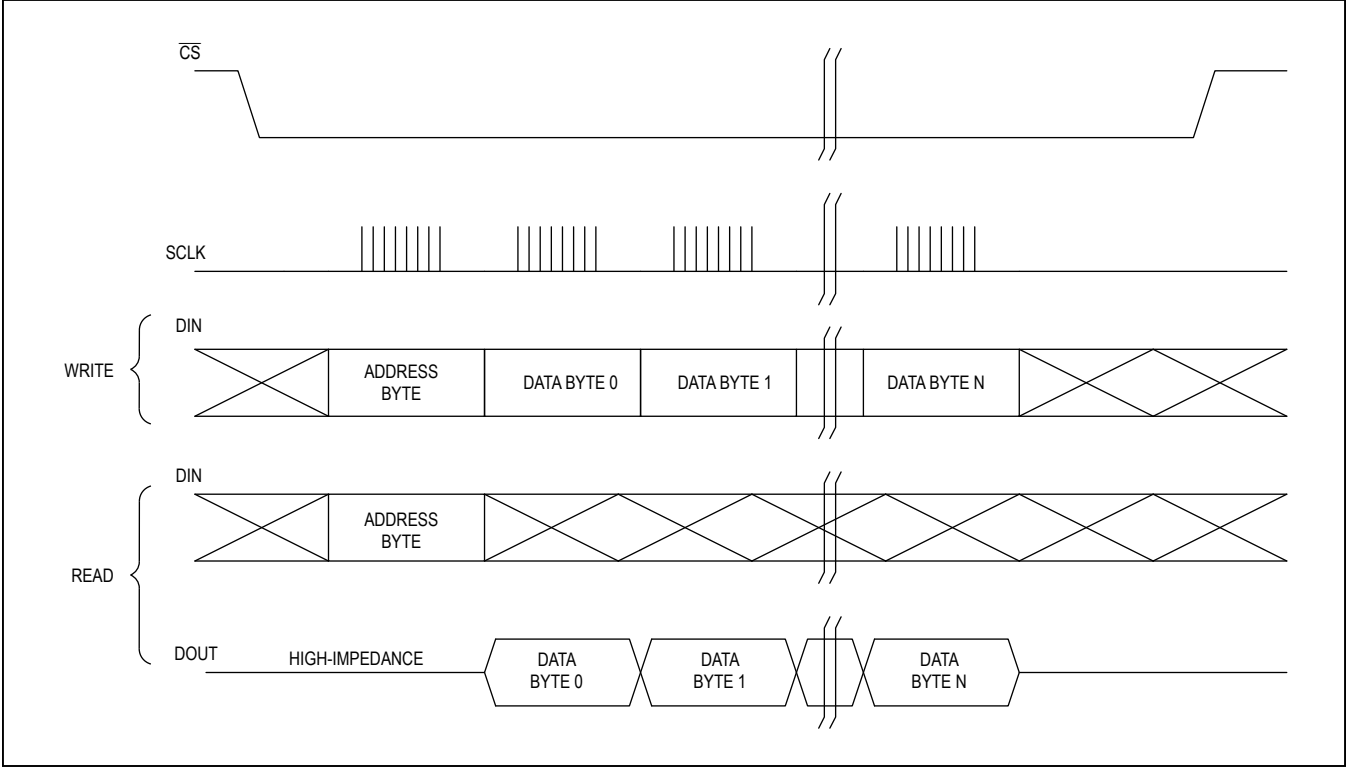 C̅S̅
SCLK
WRITE
DIN
ADDRESS
BYTE
DATA BYTE 0
DATA BYTE 1
DATA BYTE N
READ
DIN
ADDRESS
BYTE
DOUT
HIGH-IMPEDANCE
DATA
BYTE 0
DATA
BYTE 1
DATA
BYTE N